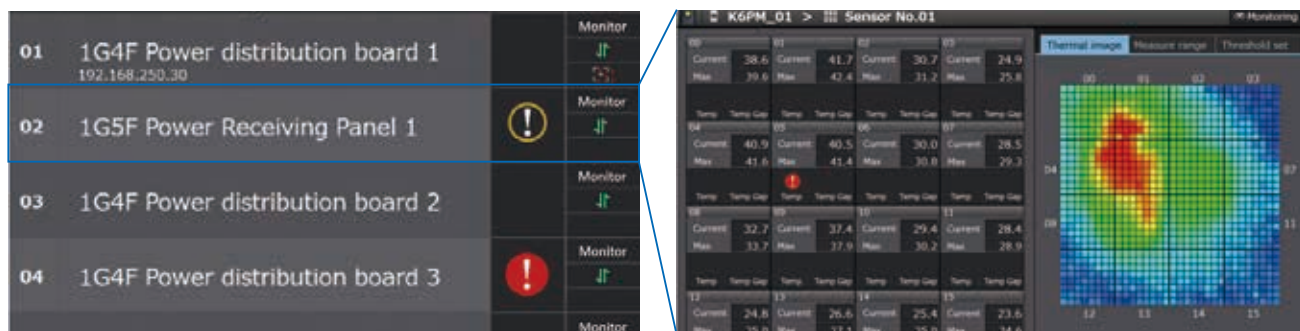 Monitor
01 1G4F Power distribution board 1
192.168.250.30
Monitor
02 1G5F Power Receiving Panel 1
Monitor
03 1G4F Power distribution board 2
Monitor
04 1G4F Power distribution board 3
Monitor
K6PM_01 > Sensor No.01 Monitoring
Thermal image Measure range Threshold set
00 01 02 03
Current 38.6 Current 41.7 Current 30.7 Current 24.9
Max 39.6 Max 42.4 Max 31.2 Max 25.8
Temp Temp Gap Temp Temp Gap Temp Temp Gap Temp Temp Gap
04 05 06 07
Current 40.9 Current 40.5 Current 30.0 Current 28.5
Max 41.6 Max 41.4 Max 30.8 Max 29.3
Temp Temp Gap Temp Temp Gap Temp Temp Gap Temp Temp Gap
08 09 10 11
Current 32.7 Current 37.4 Current 29.4 Current 28.4
Max 33.7 Max 37.9 Max 30.2 Max 28.9
Temp Temp Gap Temp Temp Gap Temp Temp Gap Temp Temp Gap
12 13 14 15
Current 24.8 Current 26.6 Current 25.4 Current 23.6
00 01 02 03
04 07
08 11
12 13 14 15